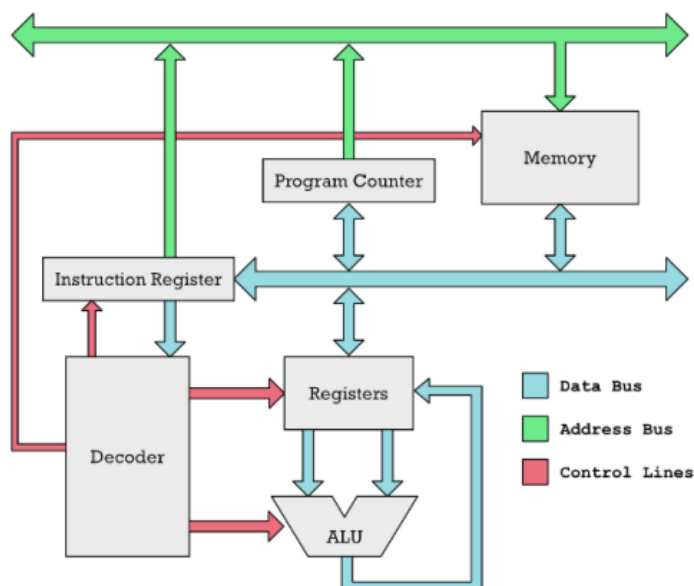 Memory
Program Counter
Instruction Register
Registers
Decoder
ALU
Data Bus
Address Bus
Control Lines